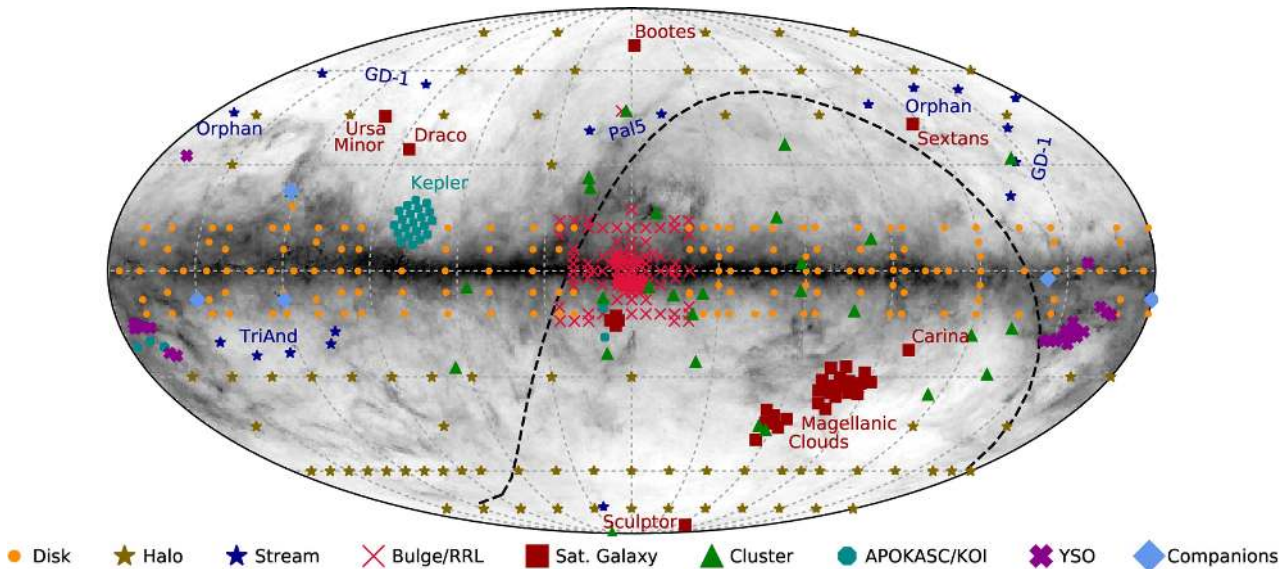 Bootes
GD-1
Orphan
Ursa
Minor
Draco
Pal5
Orphan
Sextans
GD-1
Kepler
TriAnd
Carina
Magellanic
Clouds
Sculptor
Disk Halo Stream Bulge/RRL Sat. Galaxy Cluster APOKASC/KOI YSO Companions